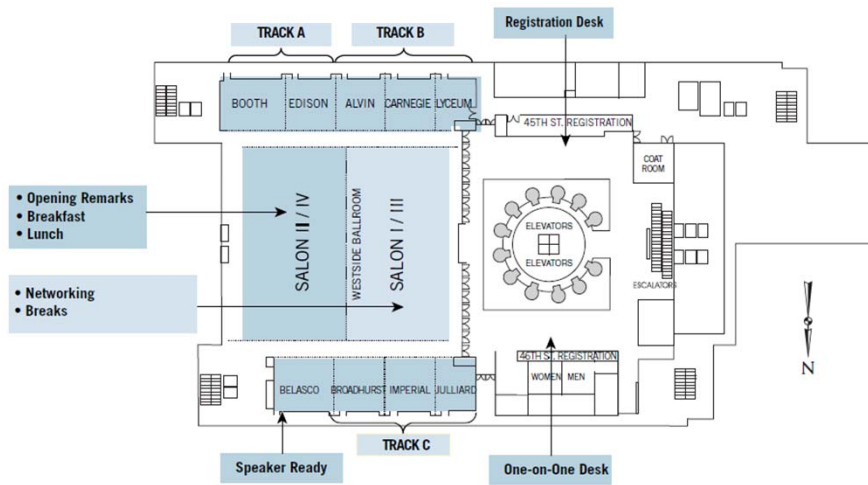 TRACK A
TRACK B
Registration Desk
BOOTH
EDISON
ALVIN
CARNEGIE
LYCEUM
45TH ST. REGISTRATION
COAT
ROOM
• Opening Remarks
• Breakfast
• Lunch
SALON II / IV
WESTSIDE BALLROOM
SALON I / III
ELEVATORS
ELEVATORS
ESCALATORS
• Networking
• Breaks
N
46TH ST. REGISTRATION
WOMEN
MEN
BELASCO
BROADHURST
IMPERIAL
JULLIARD
TRACK C
Speaker Ready
One-on-One Desk